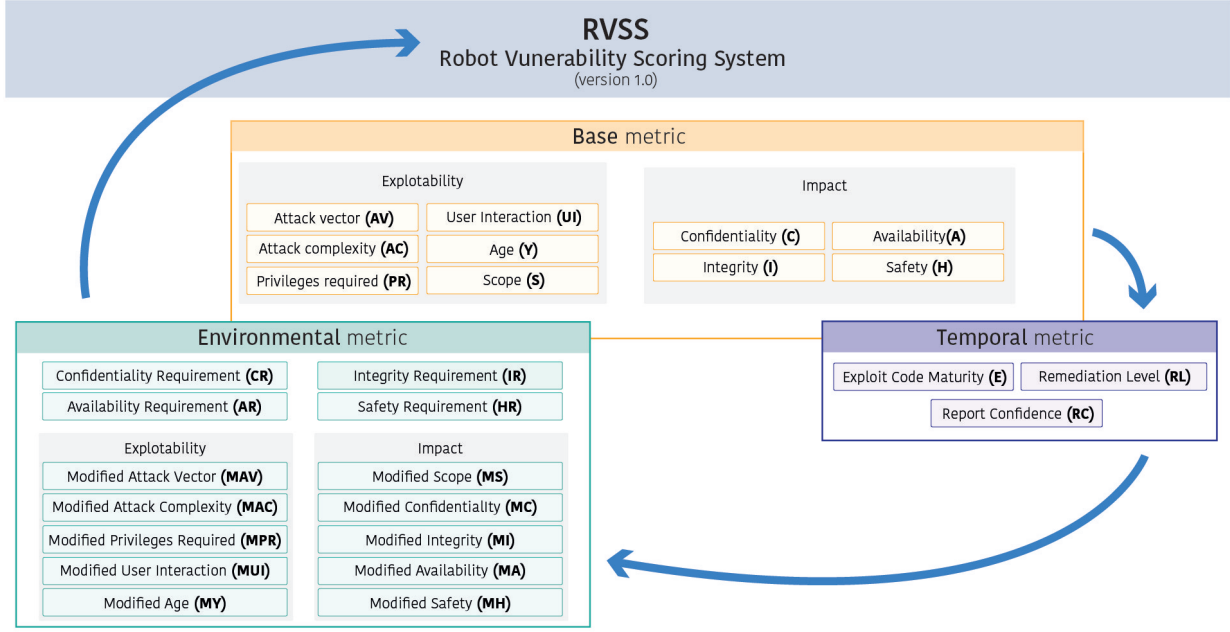 RVSS
Robot Vunerability Scoring System
(version 1.0)
Base metric
Explotability
Attack vector (AV)
User Interaction (UI)
Attack complexity (AC)
Age (Y)
Privileges required (PR)
Scope (S)
Impact
Confidentiality (C)
Availability(A)
Integrity (I)
Safety (H)
Environmental metric
Confidentiality Requirement (CR)
Integrity Requirement (IR)
Availability Requirement (AR)
Safety Requirement (HR)
Explotability
Modified Attack Vector (MAV)
Modified Attack Complexity (MAC)
Modified Privileges Required (MPR)
Modified User Interaction (MUI)
Modified Age (MY)
Impact
Modified Scope (MS)
Modified Confidentiality (MC)
Modified Integrity (MI)
Modified Availability (MA)
Modified Safety (MH)
Temporal metric
Exploit Code Maturity (E)
Remediation Level (RL)
Report Confidence (RC)